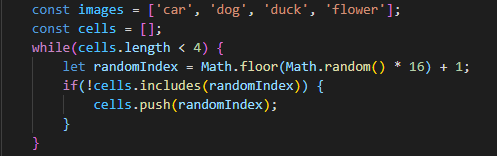 const images = ['car', 'dog', 'duck', 'flower'];
const cells = [];
while(cells.length < 4) {
let randomIndex = Math.floor(Math.random() * 16) + 1;
if(!cells.includes(randomIndex)) {
cells.push(randomIndex);
}
}